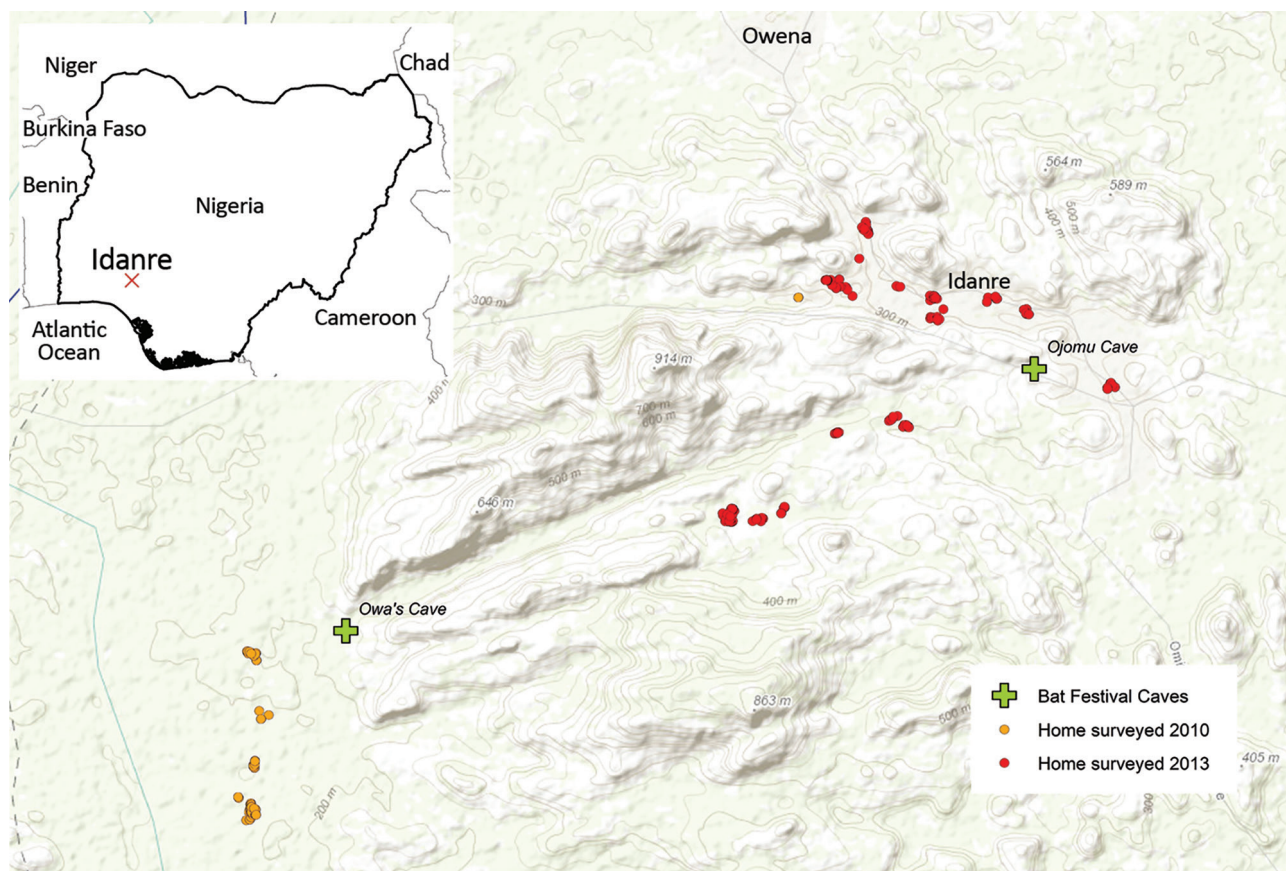 Niger
Chad
Burkina Faso
Benin
Nigeria
Idanre
Cameroon
Atlantic
Ocean
Owena
564 m
589 m
500 m
400 m
Idanre
300 m
300 m
Ojomu Cave
914 m
400 m
700 m
600 m
500 m
646 m
Owa's Cave
400 m
863 m
500 m
200 m
405 m
300
Bat Festival Caves
Home surveyed 2010
Home surveyed 2013